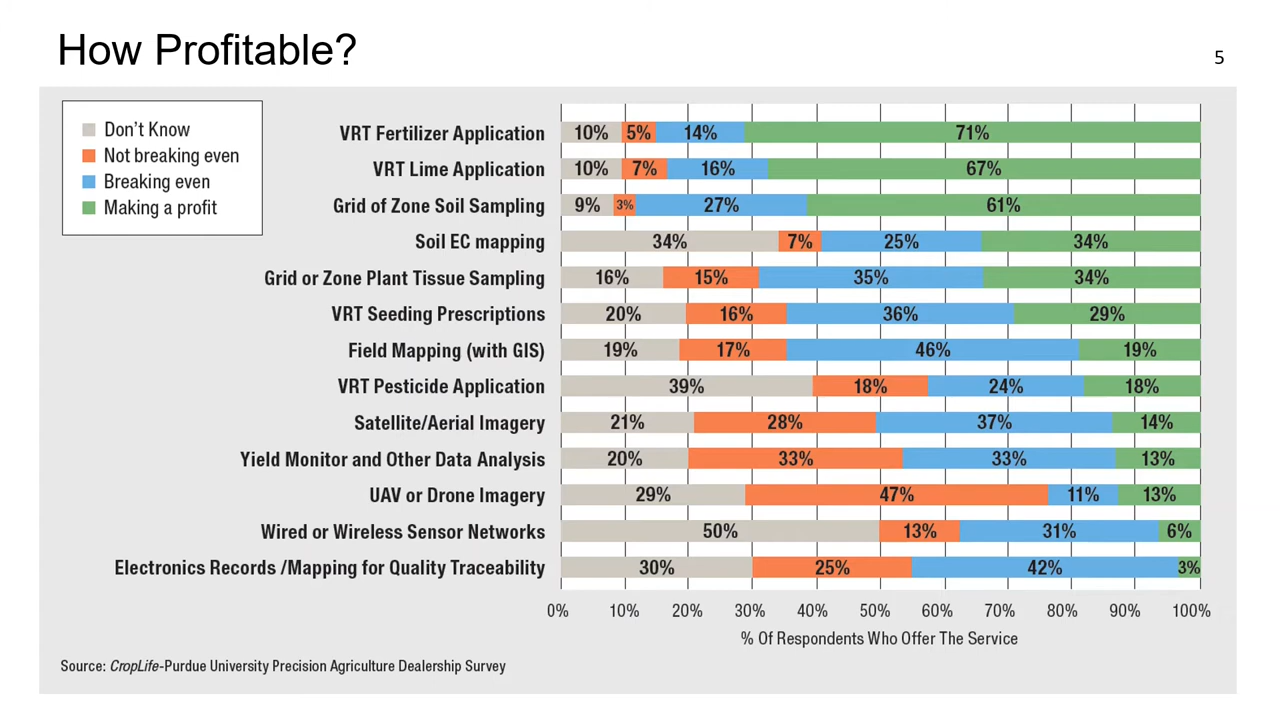 How Profitable?
5
Don't Know
Not breaking even
Breaking even
Making a profit
VRT Fertilizer Application 10% 5% 14% 71%
VRT Lime Application 10% 7% 16% 67%
Grid of Zone Soil Sampling 9% 3% 27% 61%
Soil EC mapping 34% 7% 25% 34%
Grid or Zone Plant Tissue Sampling 16% 15% 35% 34%
VRT Seeding Prescriptions 20% 16% 36% 29%
Field Mapping (with GIS) 19% 17% 46% 19%
VRT Pesticide Application 39% 18% 24% 18%
Satellite/Aerial Imagery 21% 28% 37% 14%
Yield Monitor and Other Data Analysis 20% 33% 33% 13%
UAV or Drone Imagery 29% 47% 11% 13%
Wired or Wireless Sensor Networks 50% 13% 31% 6%
Electronics Records /Mapping for Quality Traceability 30% 25% 42% 3%
0% 10% 20% 30% 40% 50% 60% 70% 80% 90% 100%
% Of Respondents Who Offer The Service
Source: CropLife-Purdue University Precision Agriculture Dealership Survey